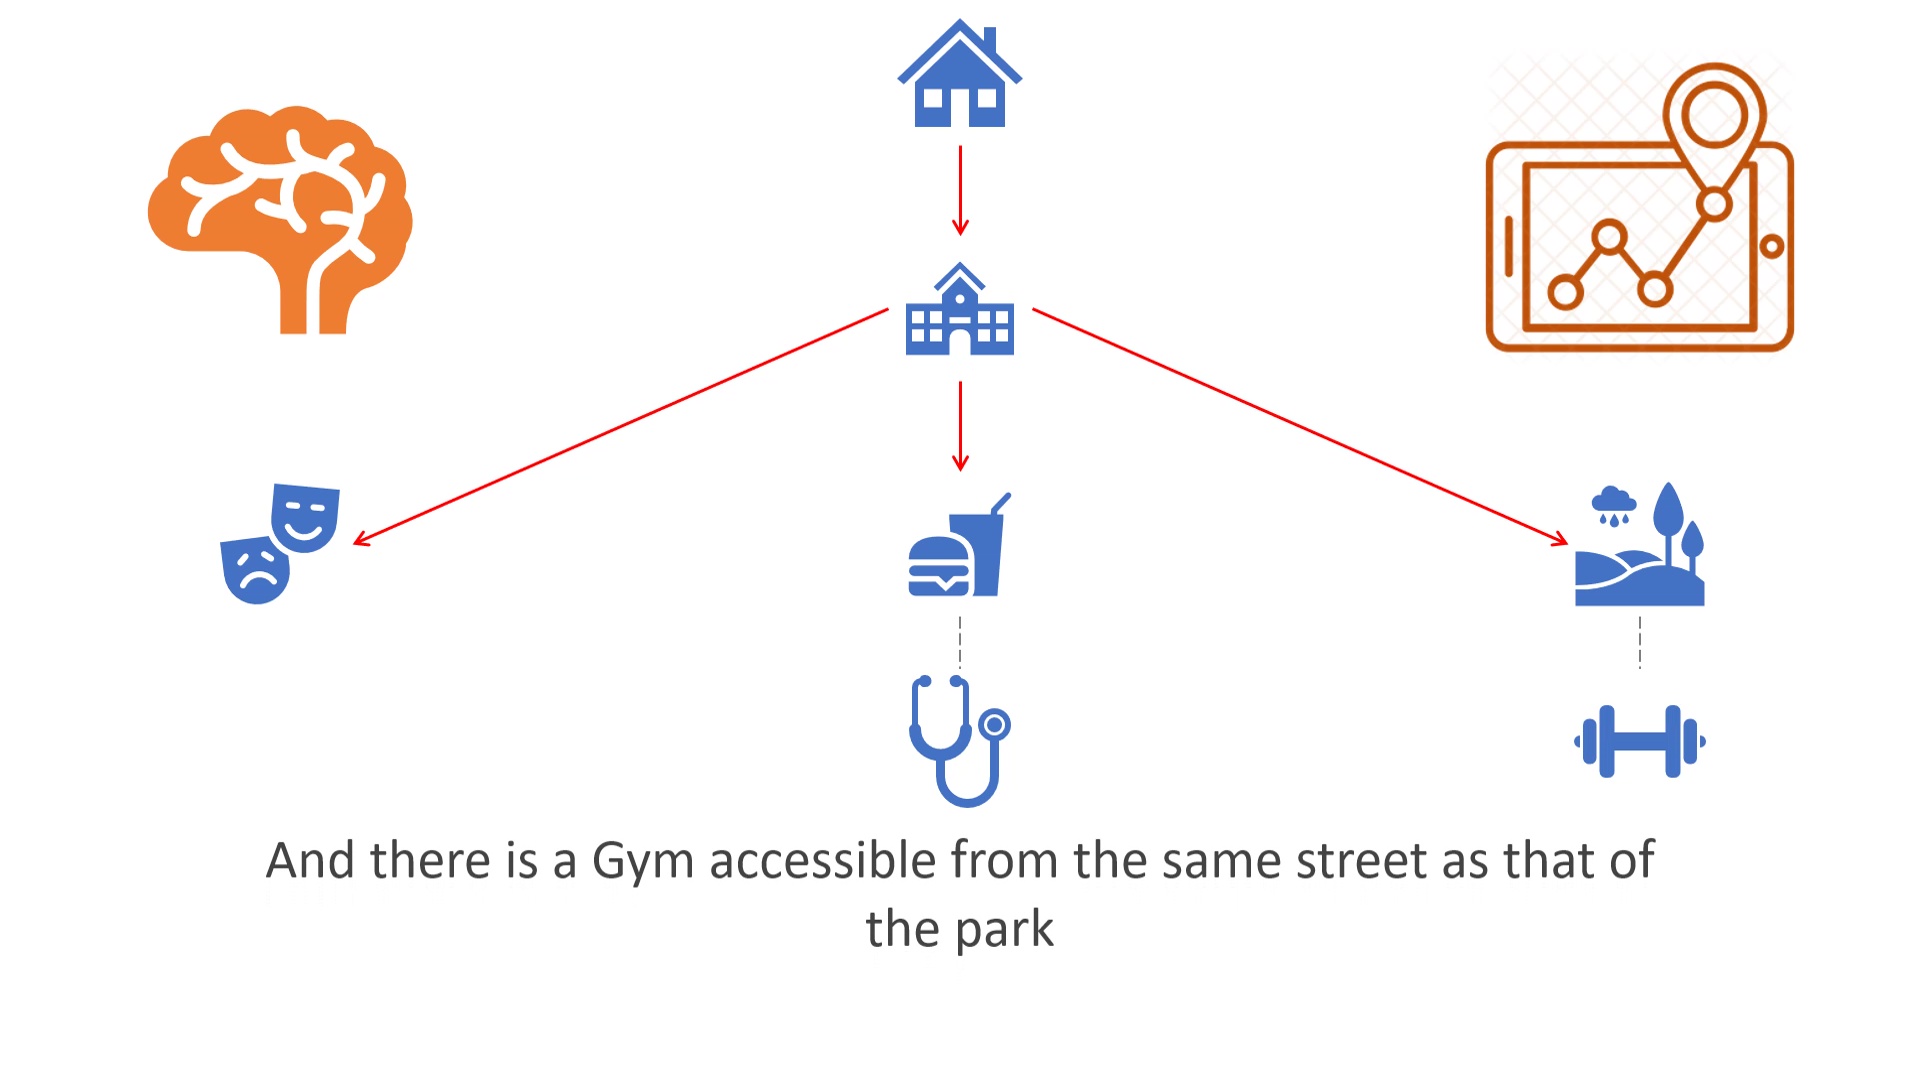 And there is a Gym accessible from the same street as that of
the park